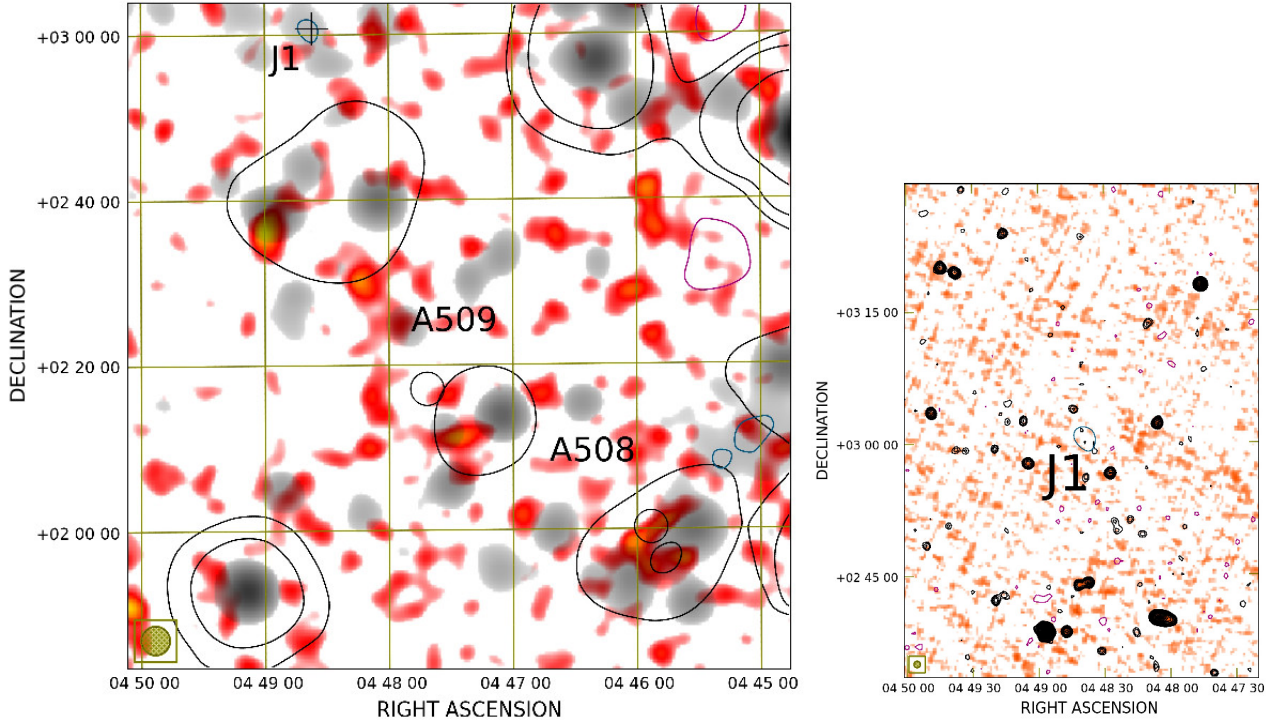 +03 00 00
J1
+02 40 00
A509
+02 20 00
A508
+02 00 00
DECLINATION
04 50 00 04 49 00 04 48 00 04 47 00 04 46 00 04 45 00
RIGHT ASCENSION
+03 15 00
+03 00 00
J1
+02 45 00
DECLINATION
04 50 00 04 49 30 04 49 00 04 48 30 04 48 00 04 47 30
RIGHT ASCENSION